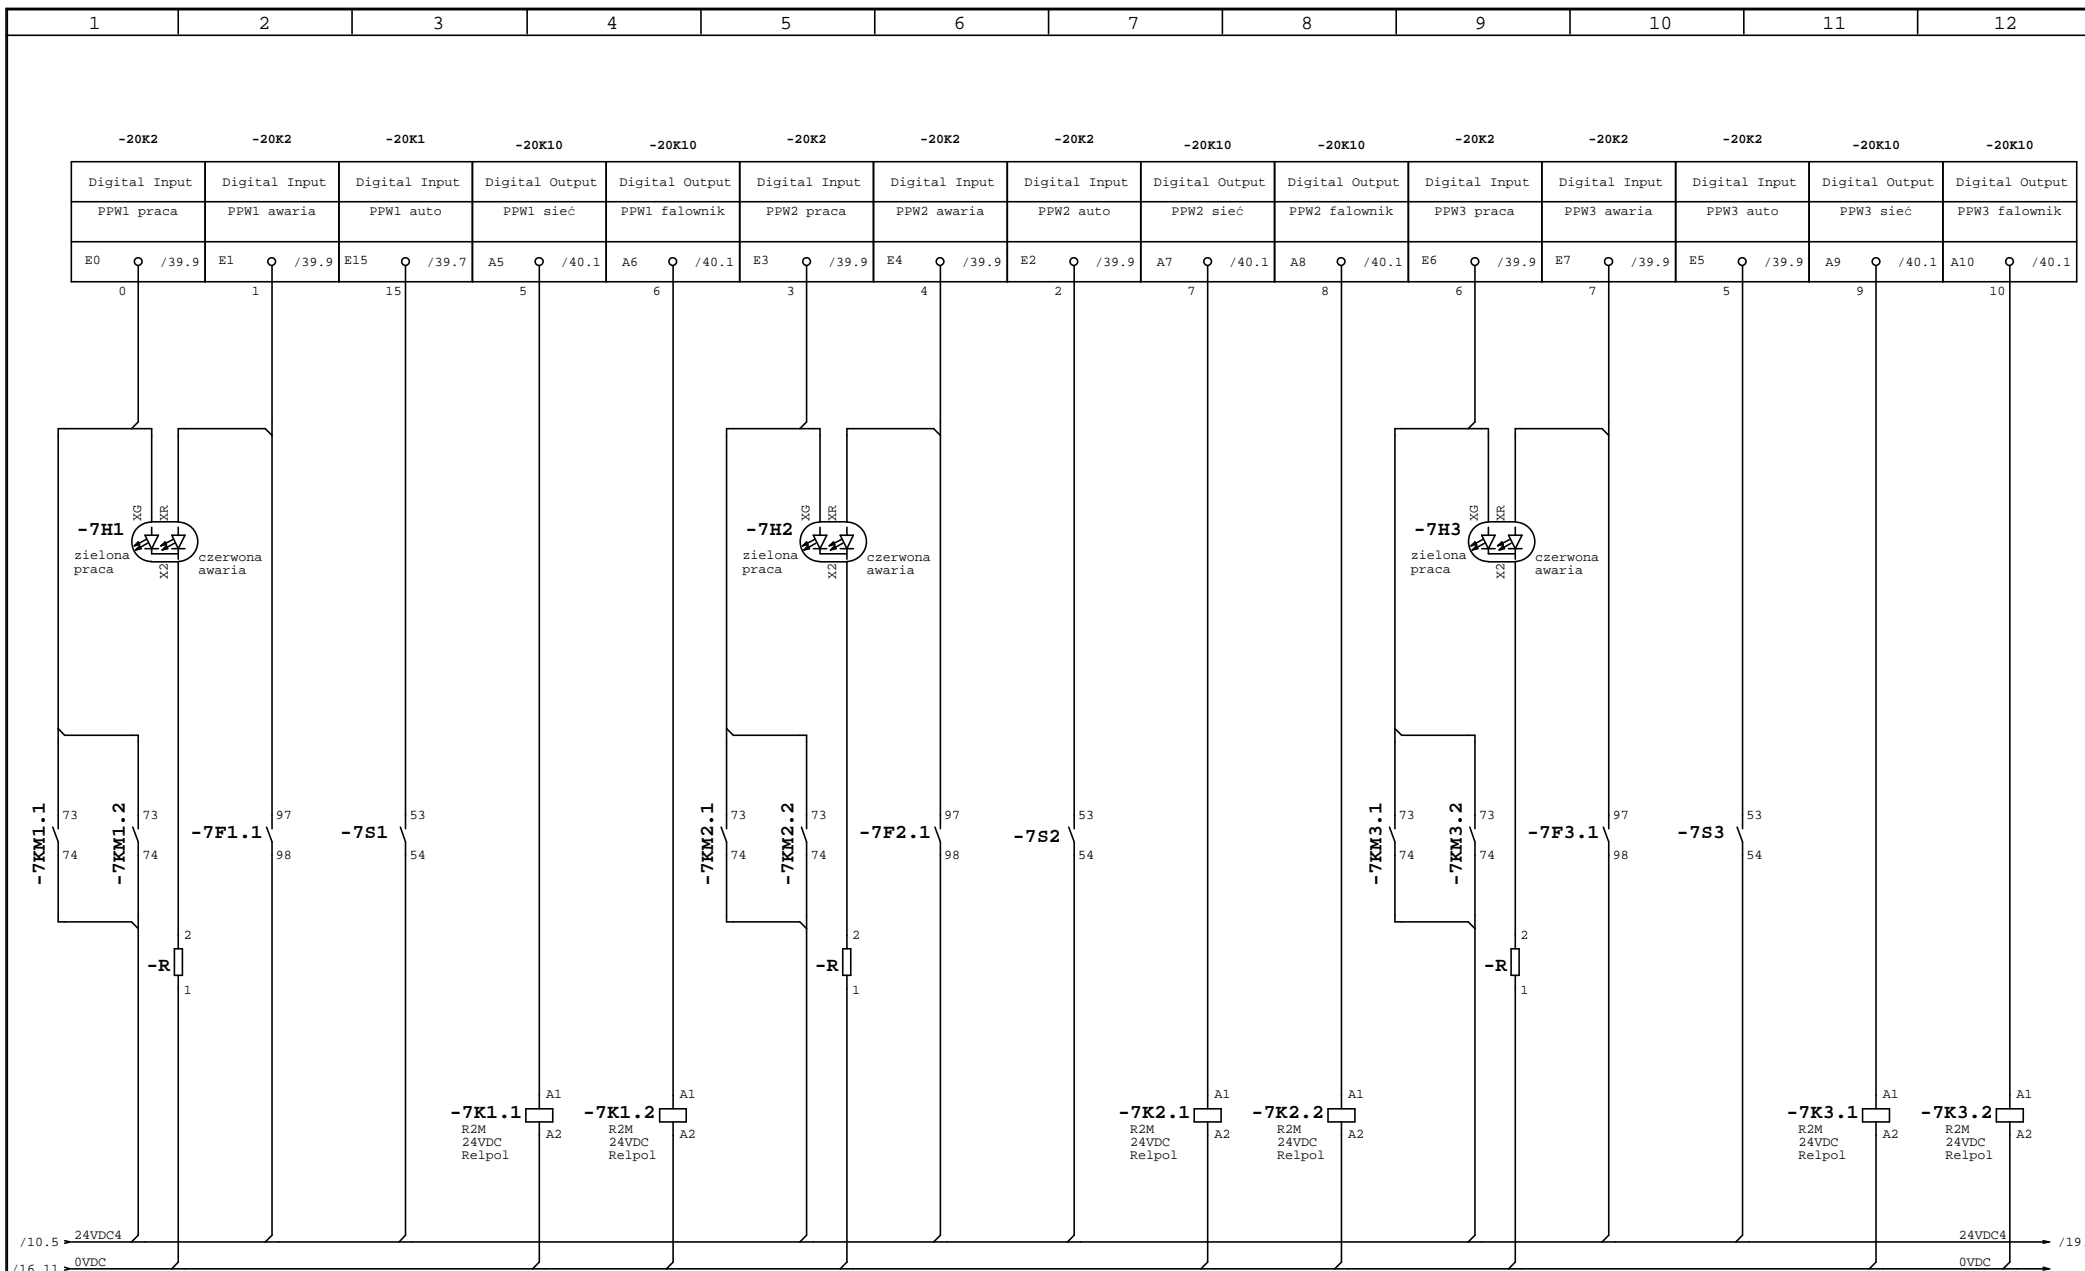 1 2 3 4 5 6 7 8 9 10 11 12
-20K2 -20K2 -20K1 -20K10 -20K10 -20K2 -20K2 -20K2 -20K10 -20K10 -20K2 -20K2 -20K2 -20K10 -20K10
Digital Input Digital Input Digital Input Digital Output Digital Output Digital Input Digital Input Digital Input Digital Output Digital Output Digital Input Digital Input Digital Input Digital Output Digital Output
PPW1 praca PPW1 awaria PPW1 auto PPW1 sieć PPW1 falownik PPW2 praca PPW2 awaria PPW2 auto PPW2 sieć PPW2 falownik PPW3 praca PPW3 awaria PPW3 auto PPW3 sieć PPW3 falownik
E0 /39.9 E1 /39.9 E15 /39.7 A5 /40.1 A6 /40.1 E3 /39.9 E4 /39.9 E2 /39.9 A7 /40.1 A8 /40.1 E6 /39.9 E7 /39.9 E5 /39.9 A9 /40.1 A10 /40.1
0 1 15 5 6 3 4 2 7 8 6 7 5 9 10
XG XR XG XR XG XR
-7H1 -7H2 -7H3
zielona czerwona zielona czerwona zielona czerwona
praca awaria praca awaria praca awaria
X2 X2 X2
73 73 97 53 73 73 97 53 73 73 97 53
-7KM1.1 -7KM1.2 -7F1.1 -7S1 -7KM2.1 -7KM2.2 -7F2.1 -7S2 -7KM3.1 -7KM3.2 -7F3.1 -7S3
74 74 98 54 74 74 98 54 74 74 98 54
2 2 2
-R -R -R
1 1 1
A1 A1 A1 A1 A1 A1
-7K1.1 -7K1.2 -7K2.1 -7K2.2 -7K3.1 -7K3.2
R2M R2M R2M R2M R2M R2M
A2 A2 A2 A2 A2 A2
24VDC 24VDC 24VDC 24VDC 24VDC 24VDC
Relpol Relpol Relpol Relpol Relpol Relpol
/10.5 24VDC4 24VDC4 /19.
/16.11 0VDC 0VDC